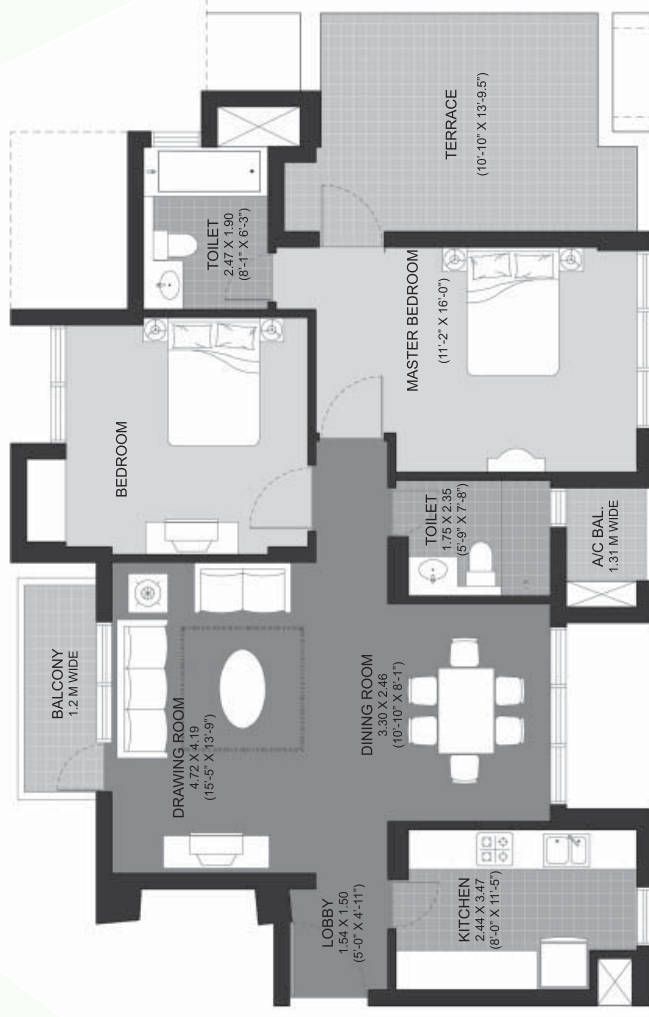 BALCONY
1.2 M WIDE
DRAWING ROOM
4.72 X 4.19
(15'-5" X 13'-9")
LOBBY
1.54 X 1.50
(5'-0" X 4'-11")
KITCHEN
2.44 X 3.47
(8'-0" X 11'-5")
DINING ROOM
3.30 X 2.46
(10'-10" X 8'-1")
BEDROOM
TOILET
1.75 X 2.35
(5'-9" X 7'-8")
A/C BAL.
1.31 M WIDE
TOILET
2.47 X 1.90
(8'-1" X 6'-3")
MASTER BEDROOM
(11'-2" X 16'-0")
TERRACE
(10'-10" X 13'-9.5")